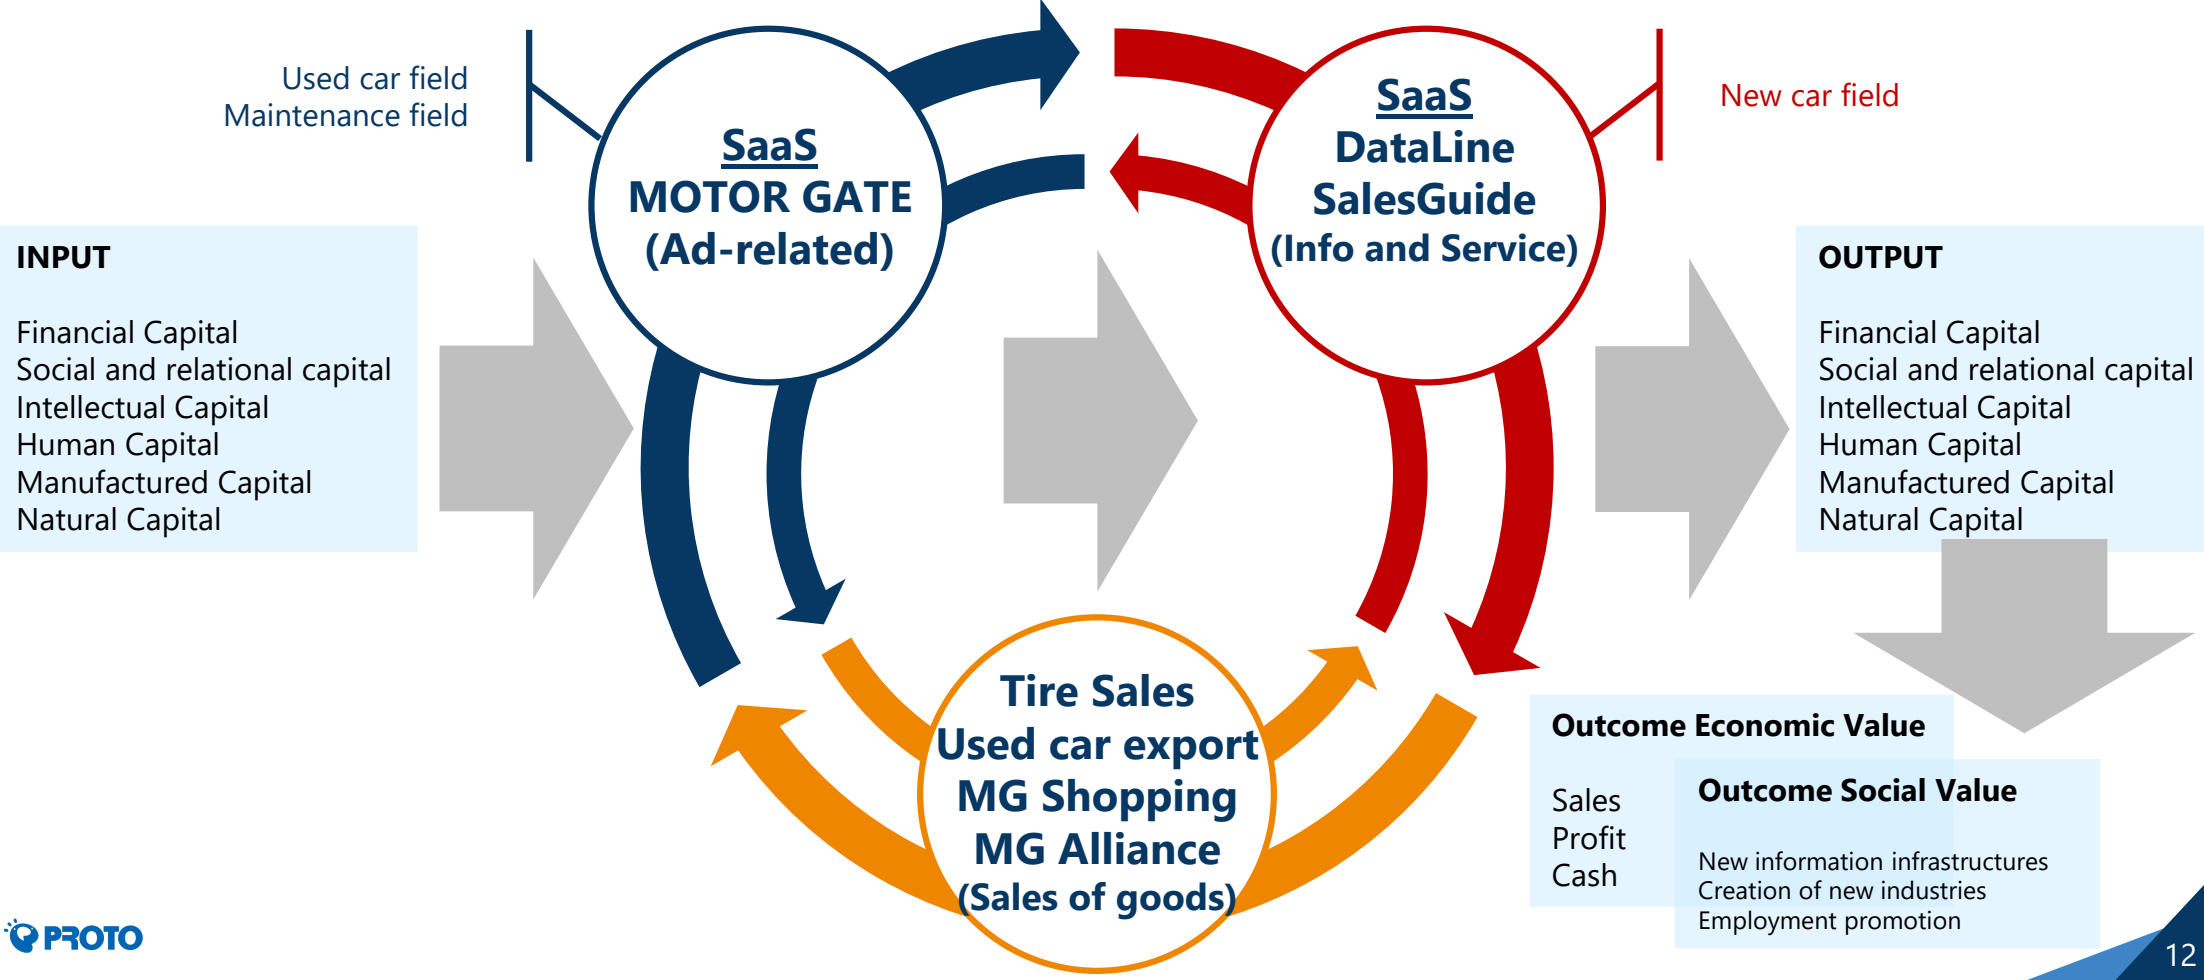 Used car field
Maintenance field
SaaS
MOTOR GATE
(Ad-related)
SaaS
DataLine
SalesGuide
(Info and Service)
New car field
INPUT
Financial Capital
Social and relational capital
Intellectual Capital
Human Capital
Manufactured Capital
Natural Capital
OUTPUT
Financial Capital
Social and relational capital
Intellectual Capital
Human Capital
Manufactured Capital
Natural Capital
Tire Sales
Used car export
MG Shopping
MG Alliance
(Sales of goods)
Outcome Economic Value
Sales
Profit
Cash
Outcome Social Value
New information infrastructures
Creation of new industries
Employment promotion
PROTO
12